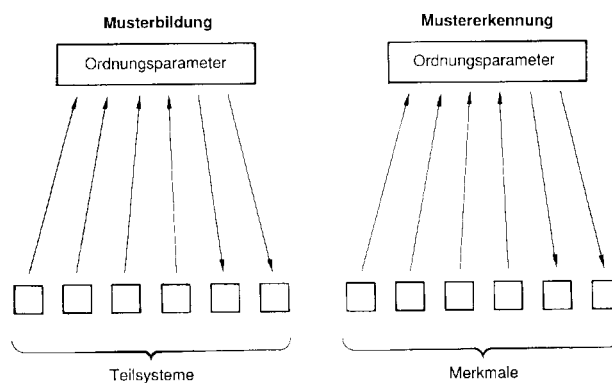 Musterbildung
Ordnungsparameter
Teilsysteme
Mustererkennung
Ordnungsparameter
Merkmale